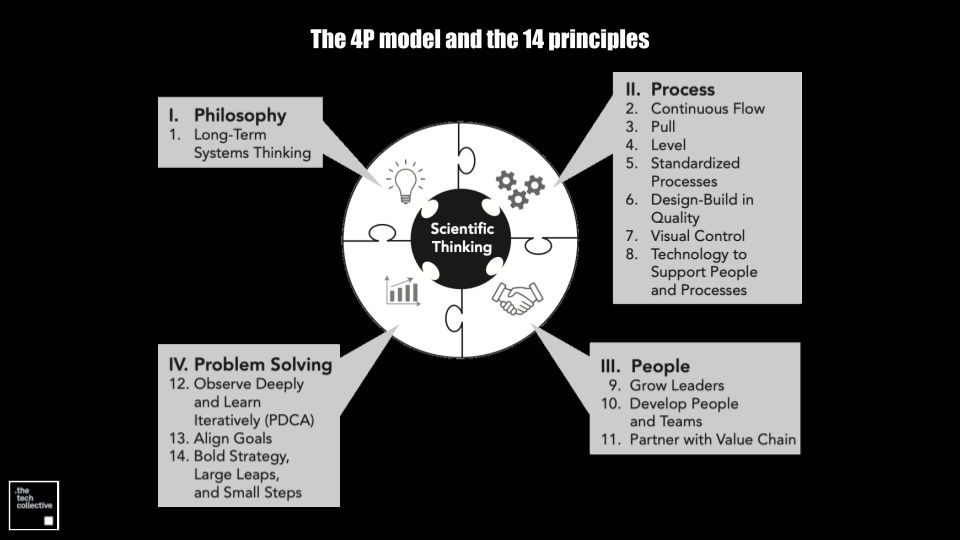 The 4P model and the 14 principles
I. Philosophy
1. Long-Term
Systems Thinking
II. Process
2. Continuous Flow
3. Pull
4. Level
5. Standardized
Processes
6. Design-Build in
Quality
7. Visual Control
8. Technology to
Support People
and Processes
Scientific
Thinking
IV. Problem Solving
12. Observe Deeply
and Learn
Iteratively (PDCA)
13. Align Goals
14. Bold Strategy,
Large Leaps,
and Small Steps
III. People
9. Grow Leaders
10. Develop People
and Teams
11. Partner with Value Chain
.the
tech
collective